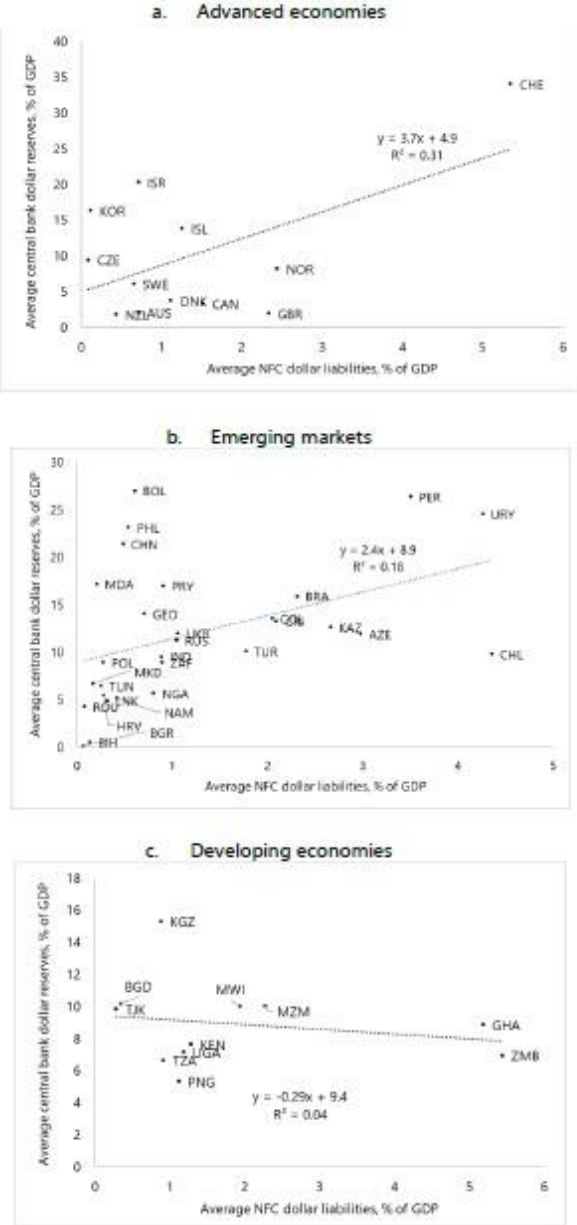 a. Advanced economies
Average central bank dollar reserves, % of GDP
40
35
30
25
20
15
10
5
0
CHE
y = 3.7x + 4.9
R² = 0.31
ISR
KOR
ISL
CZE
NOR
SWE
DNK
CAN
NZL
AUS
GBR
0 1 2 3 4 5 6
Average NFC dollar liabilities, % of GDP
b. Emerging markets
Average central bank dollar reserves, % of GDP
30
25
20
15
10
5
0
BOL
PER
URY
PHL
CHN
y = 2.4x + 8.9
R² = 0.18
MDA
PRY
BRA
GEO
COL
UKR
KAZ
RUS
AZE
TUR
CHL
IND
POL
ZAF
MKD
TUN
NGA
LNK
ROU
NAM
HRV
BGR
BIH
0 1 2 3 4 5
Average NFC dollar liabilities, % of GDP
c. Developing economies
Average central bank dollar reserves, % of GDP
18
16
14
12
10
8
6
4
2
0
KGZ
BGD
MWI
TJK
MZM
GHA
KEN
UGA
TZA
ZMB
PNG
y = -0.29x + 9.4
R² = 0.04
0 1 2 3 4 5 6
Average NFC dollar liabilities, % of GDP